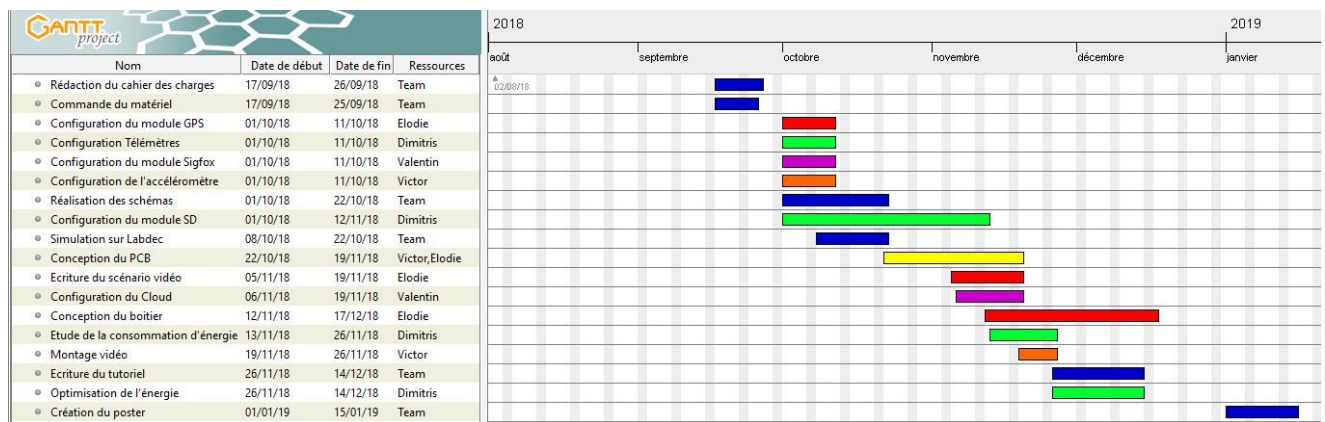 GANTT
project
2018 2019
août septembre octobre novembre décembre janvier
Nom Date de début Date de fin Ressources
02/08/18
Rédaction du cahier des charges 17/09/18 26/09/18 Team
Commande du matériel 17/09/18 25/09/18 Team
Configuration du module GPS 01/10/18 11/10/18 Elodie
Configuration Télémètres 01/10/18 11/10/18 Dimitris
Configuration du module Sigfox 01/10/18 11/10/18 Valentin
Configuration de l'accéléromètre 01/10/18 11/10/18 Victor
Réalisation des schémas 01/10/18 22/10/18 Team
Configuration du module SD 01/10/18 12/11/18 Dimitris
Simulation sur Labdec 08/10/18 22/10/18 Team
Conception du PCB 22/10/18 19/11/18 Victor,Elodie
Ecriture du scénario vidéo 05/11/18 19/11/18 Elodie
Configuration du Cloud 06/11/18 19/11/18 Valentin
Conception du boitier 12/11/18 17/12/18 Elodie
Etude de la consommation d'énergie 13/11/18 26/11/18 Dimitris
Montage vidéo 19/11/18 26/11/18 Victor
Ecriture du tutoriel 26/11/18 14/12/18 Team
Optimisation de l'énergie 26/11/18 14/12/18 Dimitris
Création du poster 01/01/19 15/01/19 Team